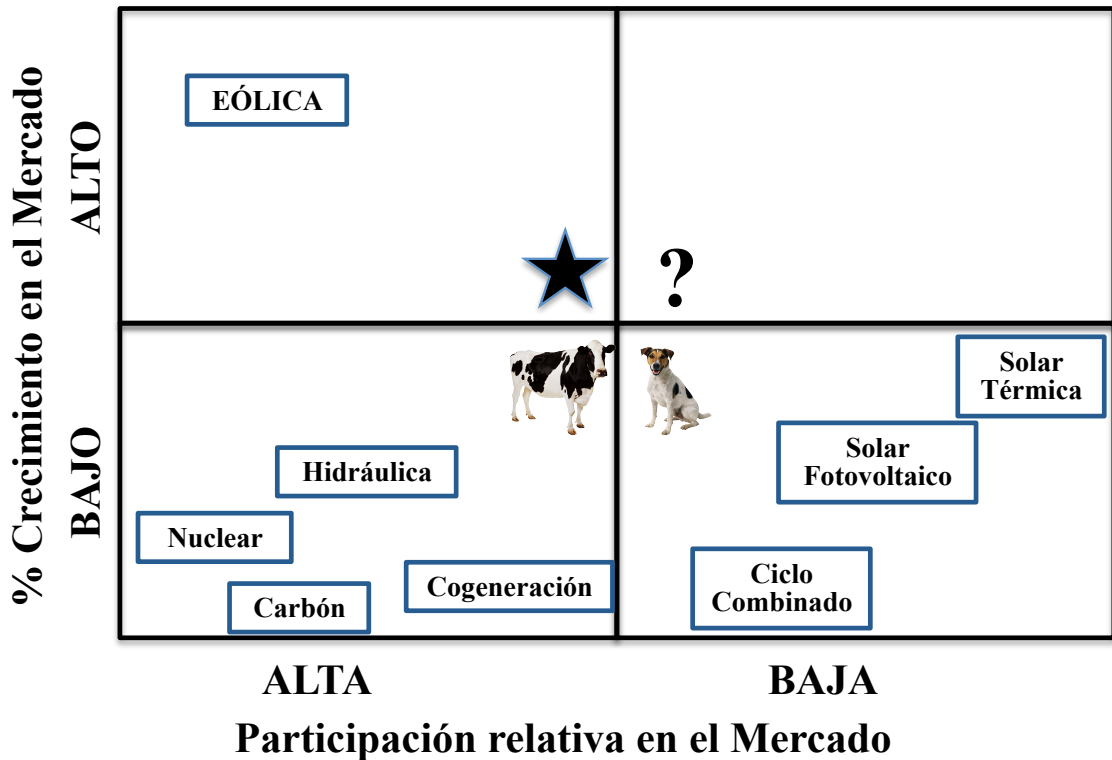 % Crecimiento en el Mercado
ALTO
EÓLICA
?
BAJO
Solar
Térmica
Solar
Fotovoltaico
Hidráulica
Nuclear
Ciclo
Combinado
Cogeneración
Carbón
ALTA
BAJA
Participación relativa en el Mercado